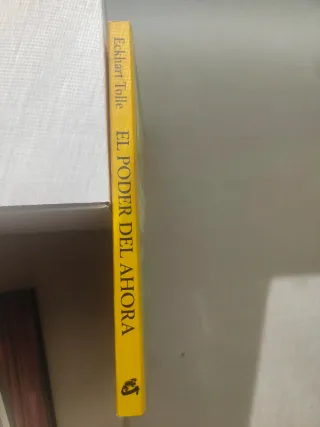 Eckhart Tolle
EL PODER DEL AHORA